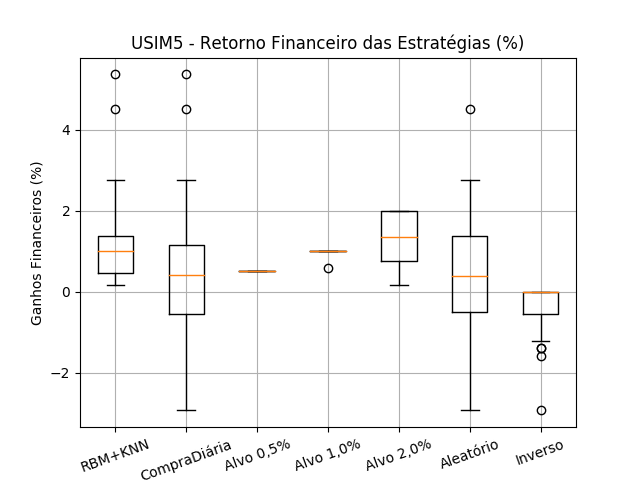 USIM5 - Retorno Financeiro das Estratégias (%)
Ganhos Financeiros (%)
4
2
0
−2
RBM+KNN
CompraDiária
Alvo 0,5%
Alvo 1,0%
Alvo 2,0%
Aleatório
Inverso